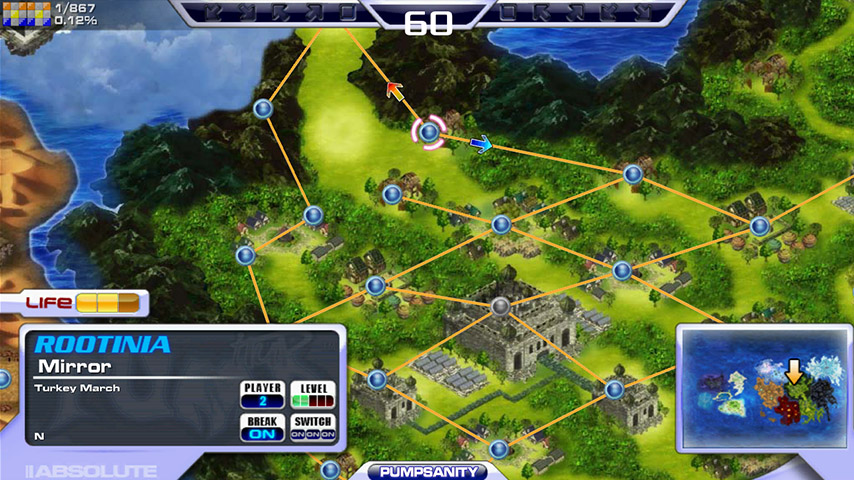 1/867
0.12%
60
LIFE
ROOTINIA
Mirror
Turkey March
N
PLAYER
2
LEVEL
BREAK
ON
SWITCH
ON ON ON
ABSOLUTE
PUMPSANITY